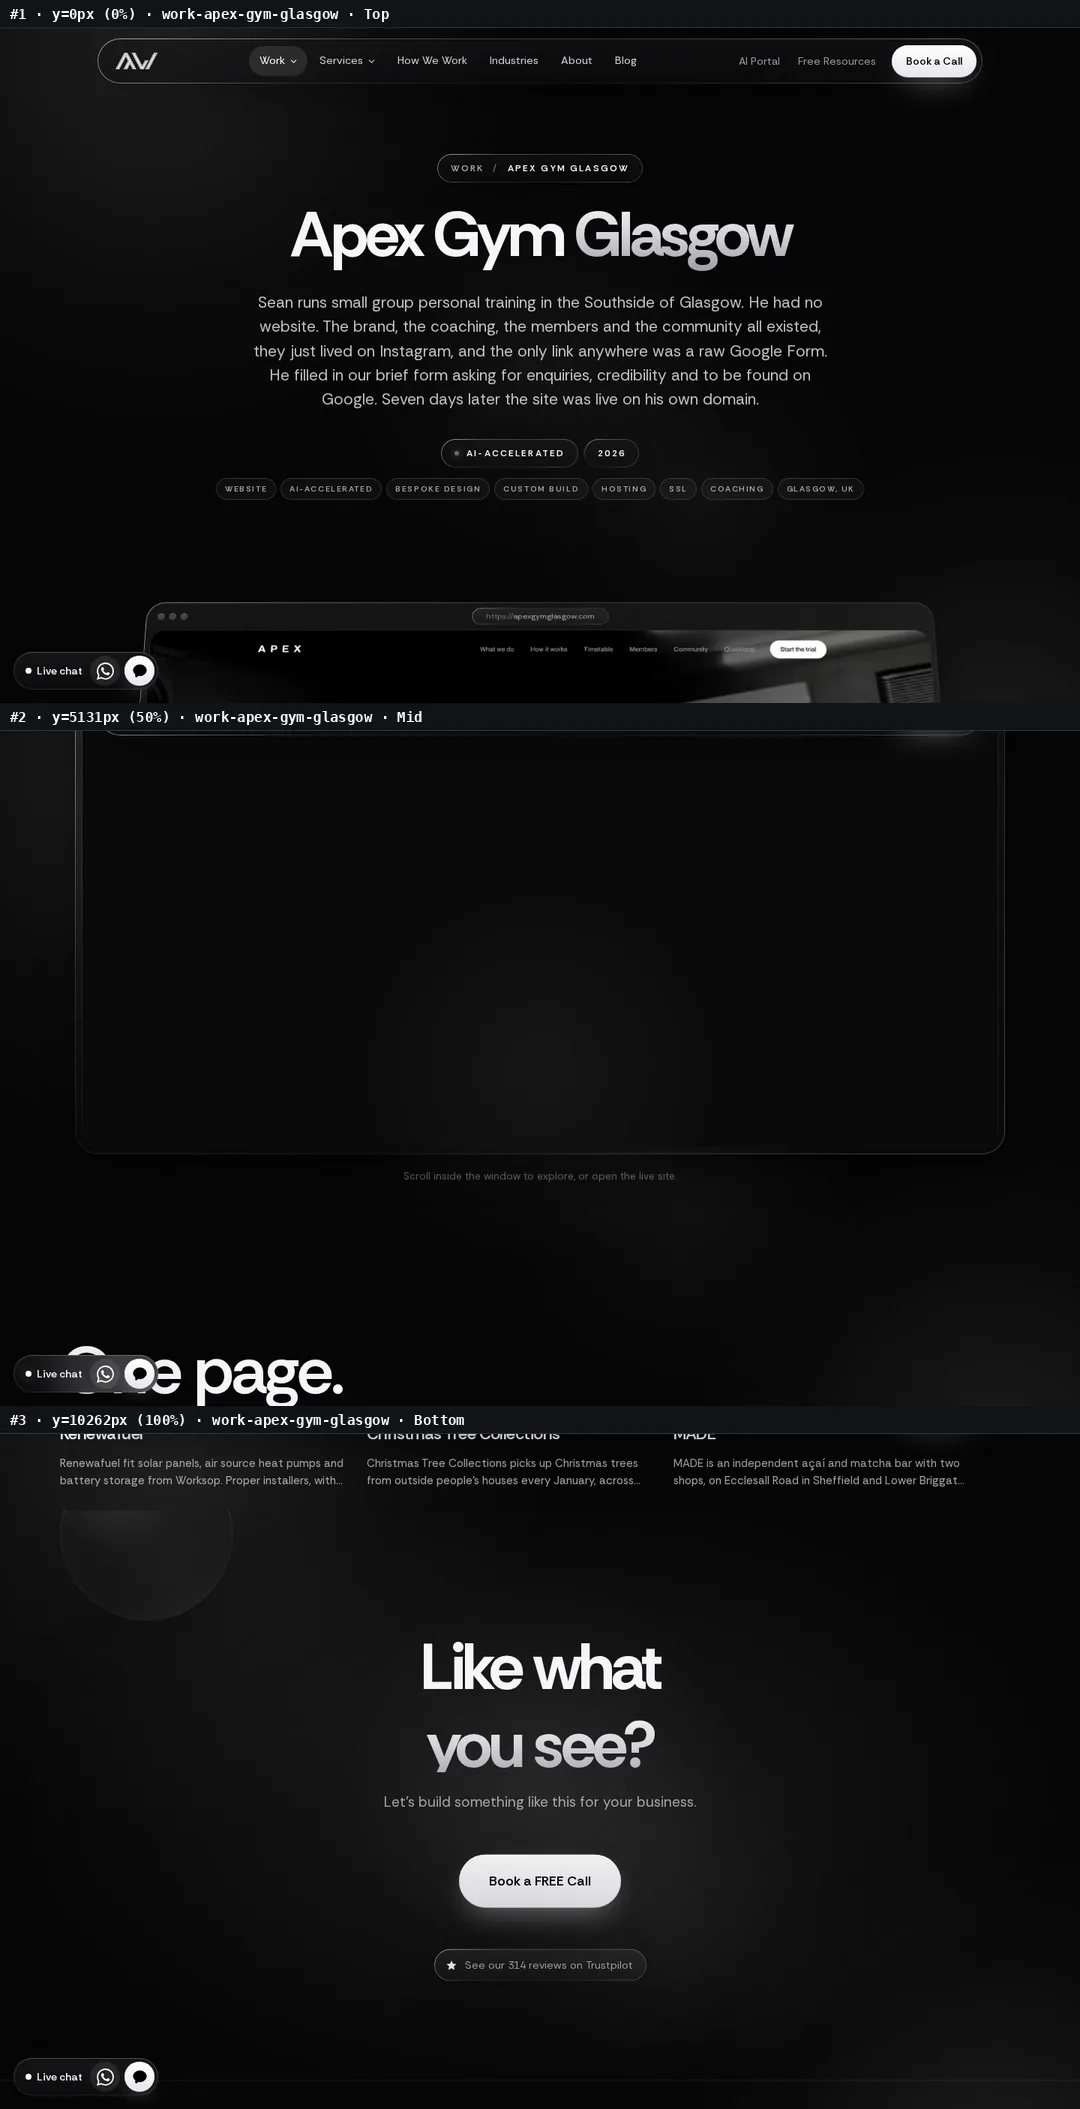 #1 · y=0px (0%) · work-apex-gym-glasgow · Top
Work Services How We Work Industries About Blog AI Portal Free Resources Book a Call
WORK / APEX GYM GLASGOW
Apex Gym Glasgow
Sean runs small group personal training in the Southside of Glasgow. He had no
website. The brand, the coaching, the members and the community all existed,
they just lived on Instagram, and the only link anywhere was a raw Google Form.
He filled in our brief form asking for enquiries, credibility and to be found on
Google. Seven days later the site was live on his own domain.
AI-ACCELERATED 2026
WEBSITE AI-ACCELERATED BESPOKE DESIGN CUSTOM BUILD HOSTING SSL COACHING GLASGOW, UK
https://apexgymglasgow.com
APEX What we do How it works Timetable Members Community Questions Start the trial
Live chat
#2 · y=5131px (50%) · work-apex-gym-glasgow · Mid
Scroll inside the window to explore, or open the live site.
One page.
Live chat
#3 · y=10262px (100%) · work-apex-gym-glasgow · Bottom
Renewafuel Christmas Tree Collections MADE
Renewafuel fit solar panels, air source heat pumps and
battery storage from Worksop. Proper installers, with...
Christmas Tree Collections picks up Christmas trees
from outside people's houses every January, across...
MADE is an independent açaí and matcha bar with two
shops, on Ecclesall Road in Sheffield and Lower Briggat...
Like what
you see?
Let's build something like this for your business.
Book a FREE Call
See our 314 reviews on Trustpilot
Live chat